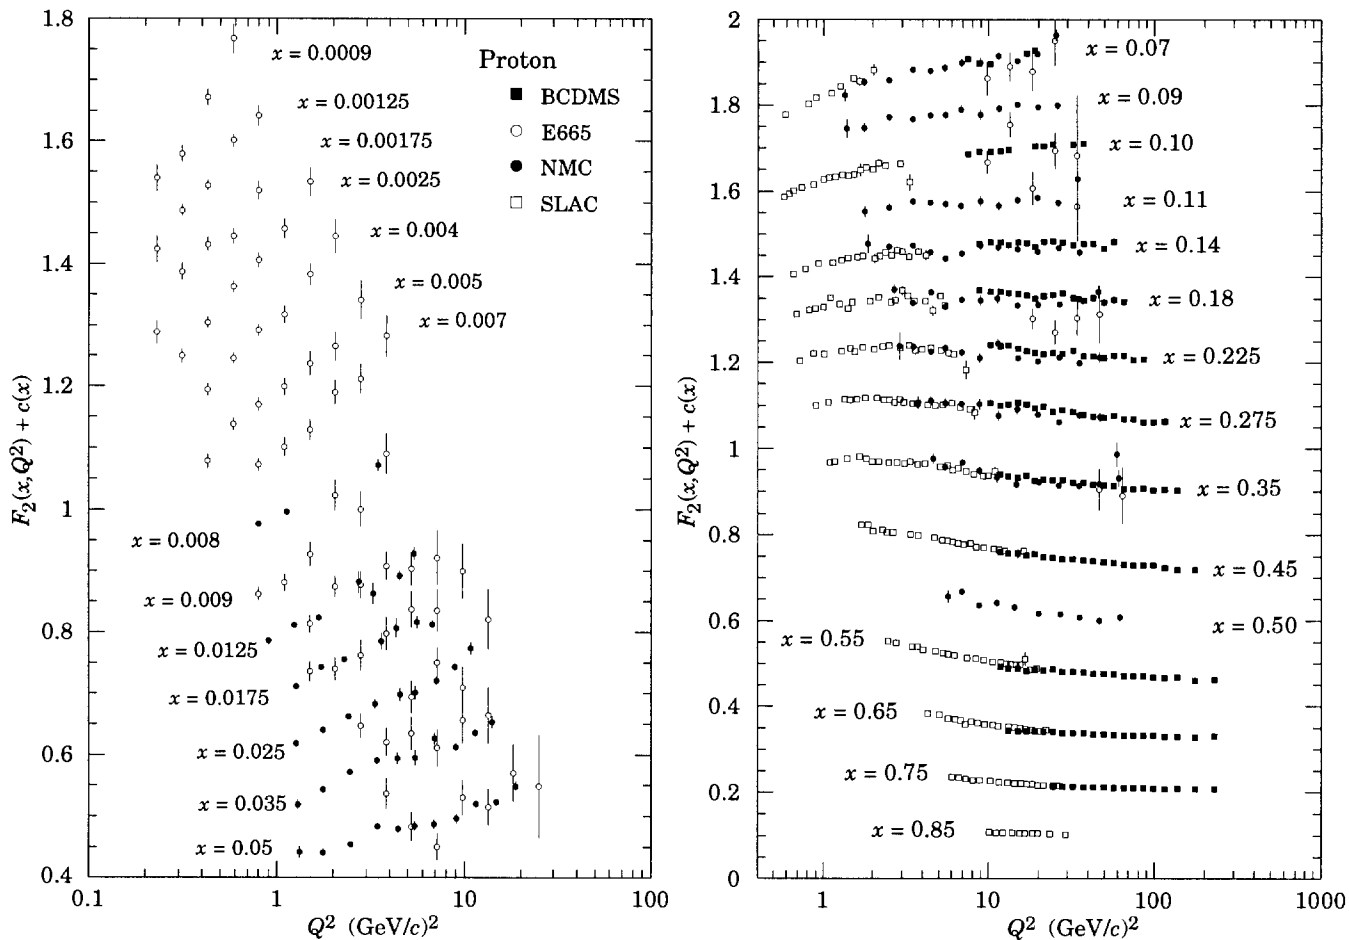 1.8
1.6
1.4
1.2
1
0.8
0.6
0.4
F₂(x,Q²) + c(x)
x = 0.0009
x = 0.00125
x = 0.00175
x = 0.0025
x = 0.004
x = 0.005
x = 0.007
x = 0.008
x = 0.009
x = 0.0125
x = 0.0175
x = 0.025
x = 0.035
x = 0.05
Proton
BCDMS
E665
NMC
SLAC
0.1 1 10 100
Q² (GeV/c)²
2
1.8
1.6
1.4
1.2
1
0.8
0.6
0.4
0.2
0
F₂(x,Q²) + c(x)
x = 0.07
x = 0.09
x = 0.10
x = 0.11
x = 0.14
x = 0.18
x = 0.225
x = 0.275
x = 0.35
x = 0.45
x = 0.50
x = 0.55
x = 0.65
x = 0.75
x = 0.85
1 10 100 1000
Q² (GeV/c)²